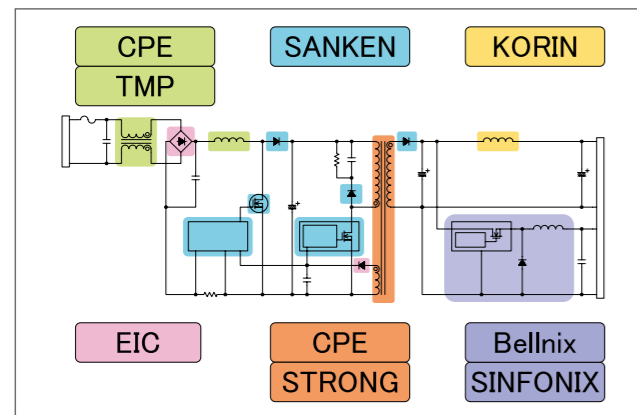 CPE
TMP
SANKEN
KORIN
EIC
CPE
STRONG
Bellnix
SINFONIX